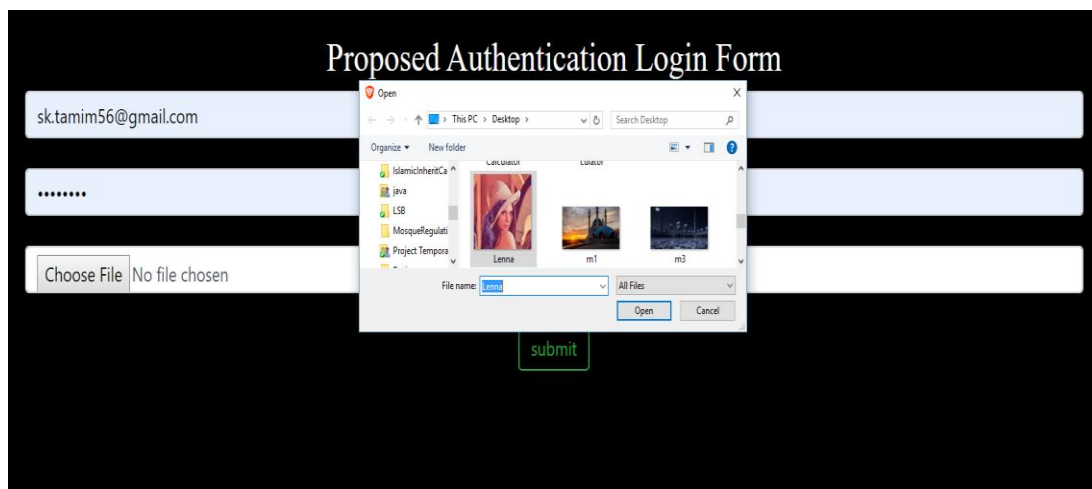 Proposed Authentication Login Form
Open
This PC > Desktop >
Search Desktop
Organize
New folder
sk.tamim56@gmail.com
••••••••
Choose File No file chosen
IslamicInheritCa
java
LSB
MosqueRegulati
Project Tempora
Calculator
culator
Lenna
m1
m3
File name: Lenna
All Files
Open
Cancel
submit